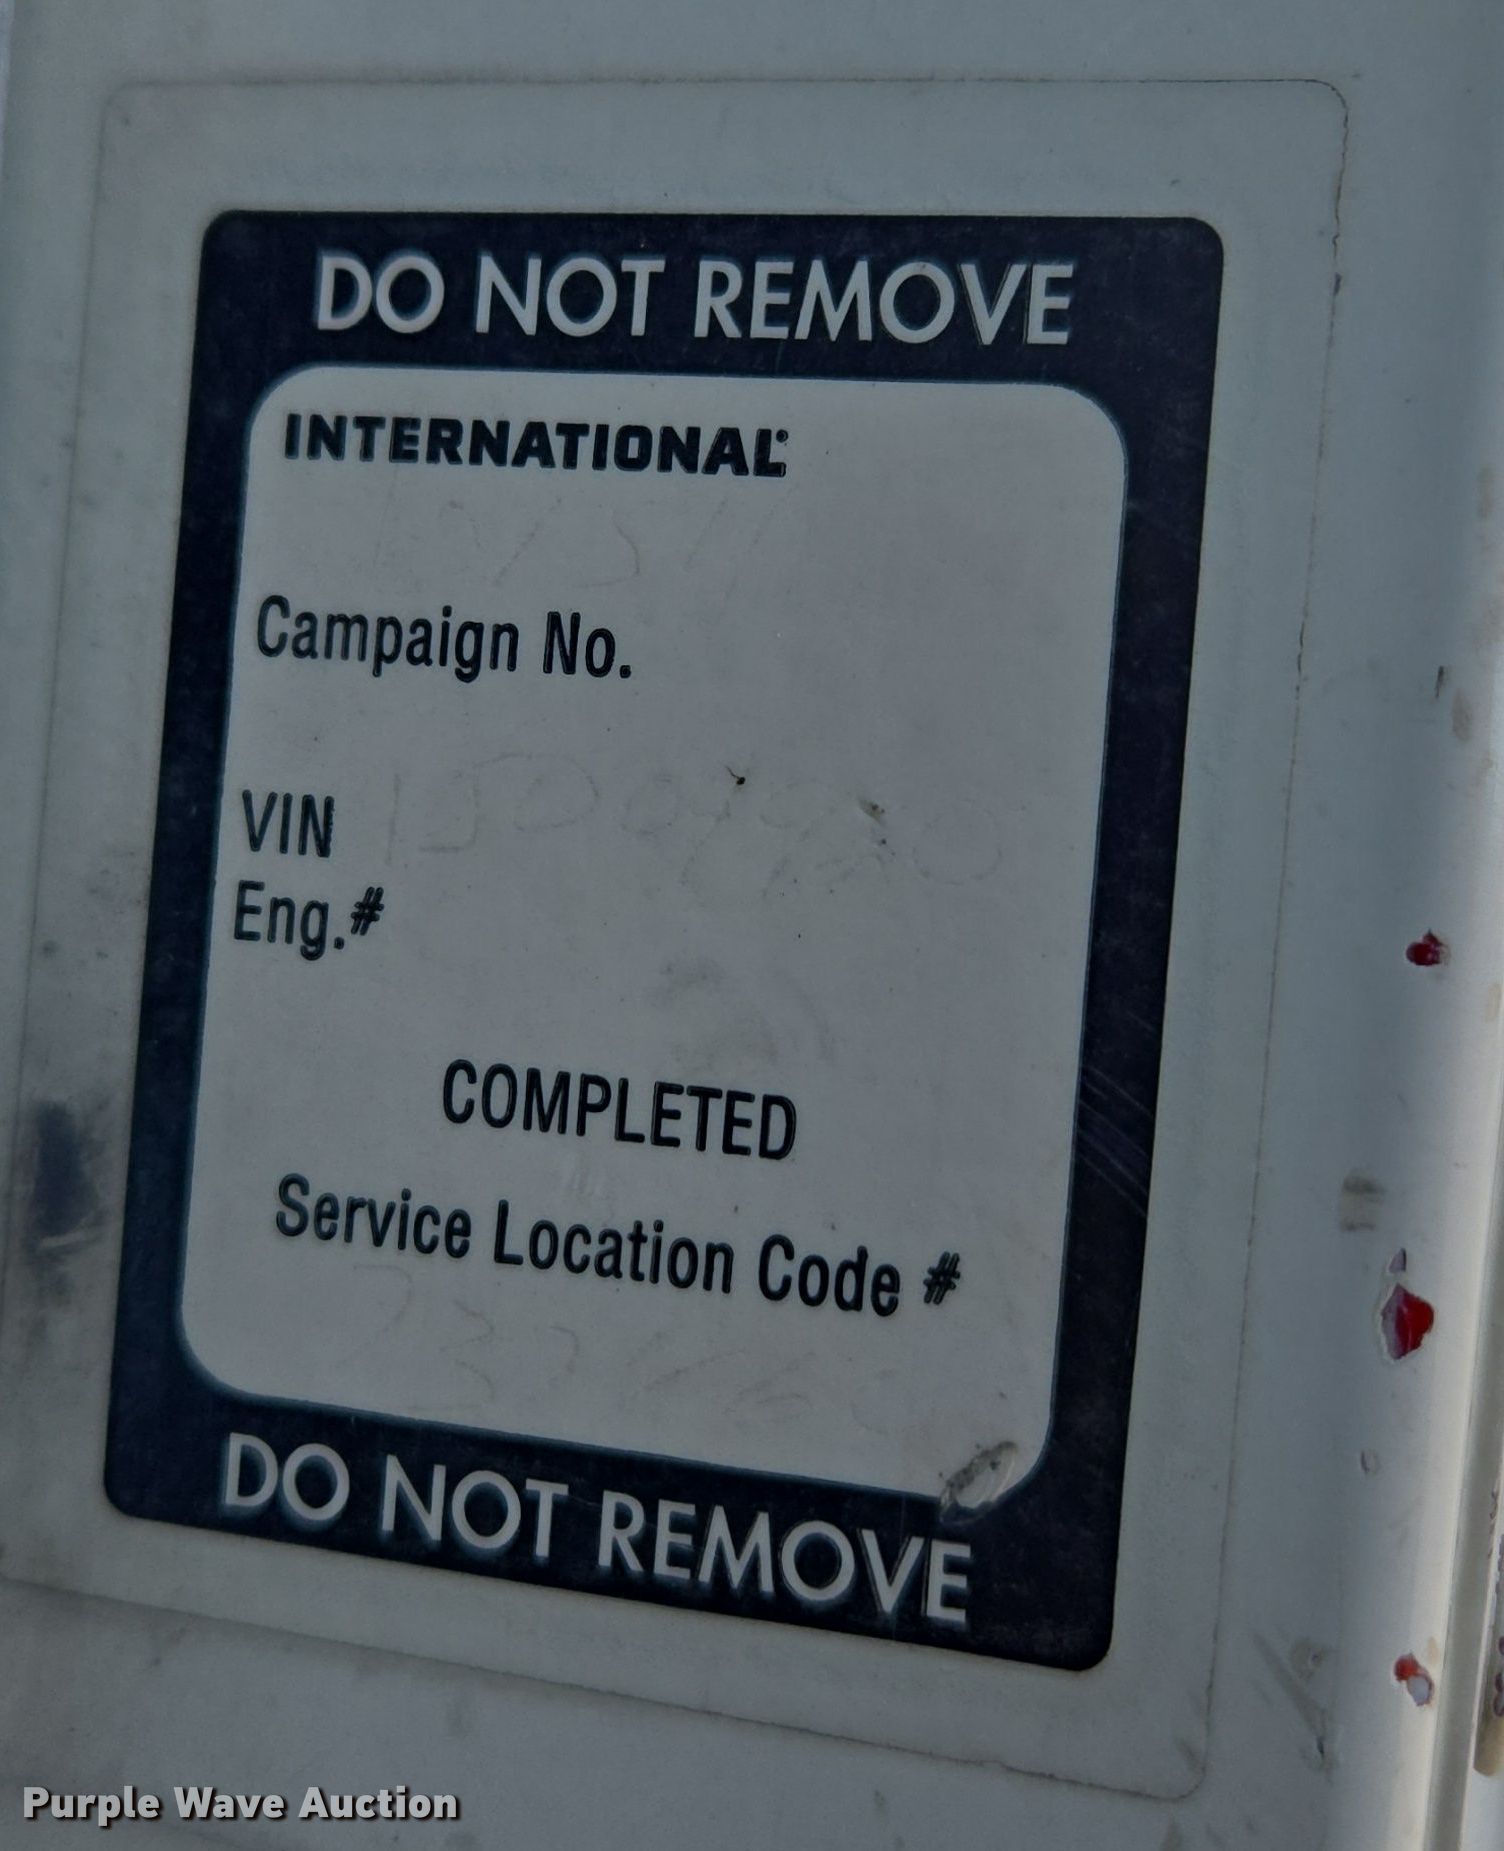 DO NOT REMOVE
INTERNATIONAL®
Campaign No.
VIN
Eng.#
COMPLETED
Service Location Code #
DO NOT REMOVE
Purple Wave Auction